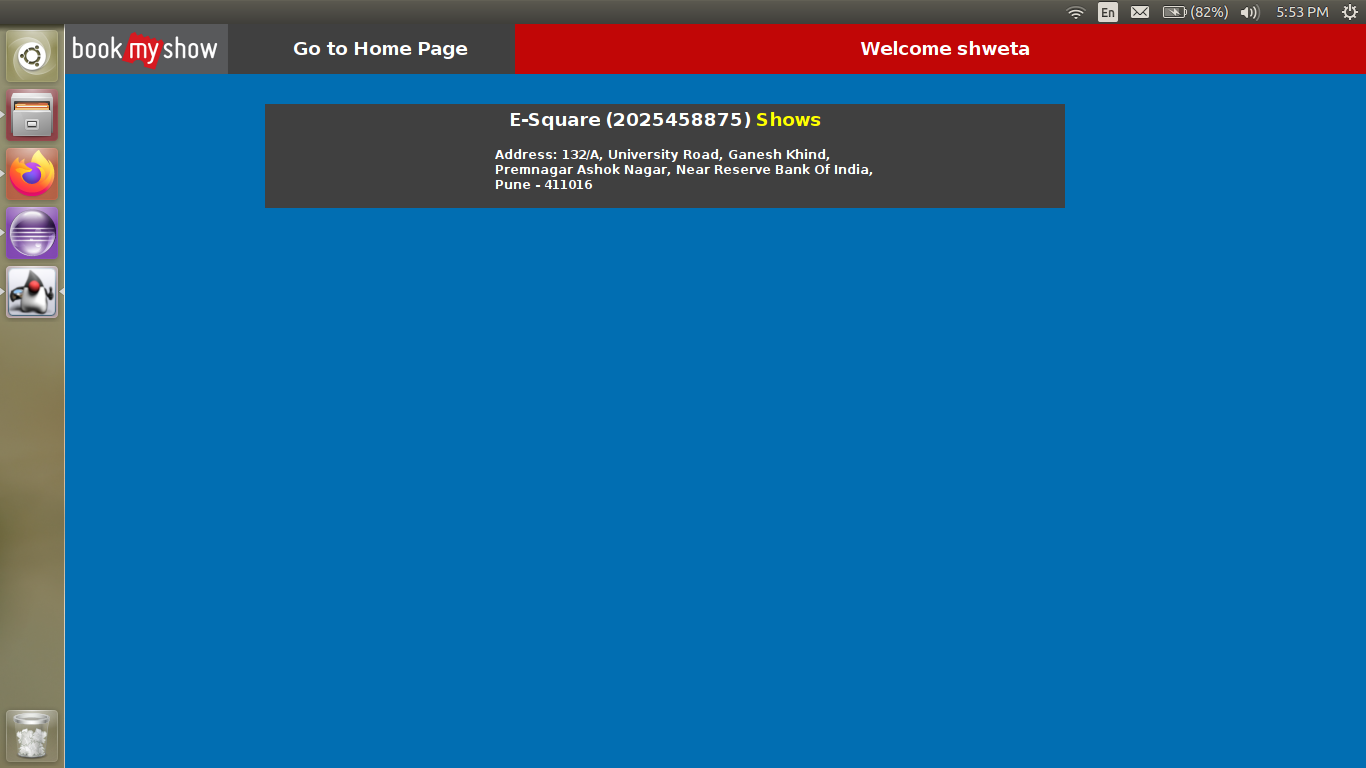 En (82%) 5:53 PM
book my show Go to Home Page Welcome shweta
E-Square (2025458875) Shows
Address: 132/A, University Road, Ganesh Khind,
Premnagar Ashok Nagar, Near Reserve Bank Of India,
Pune - 411016